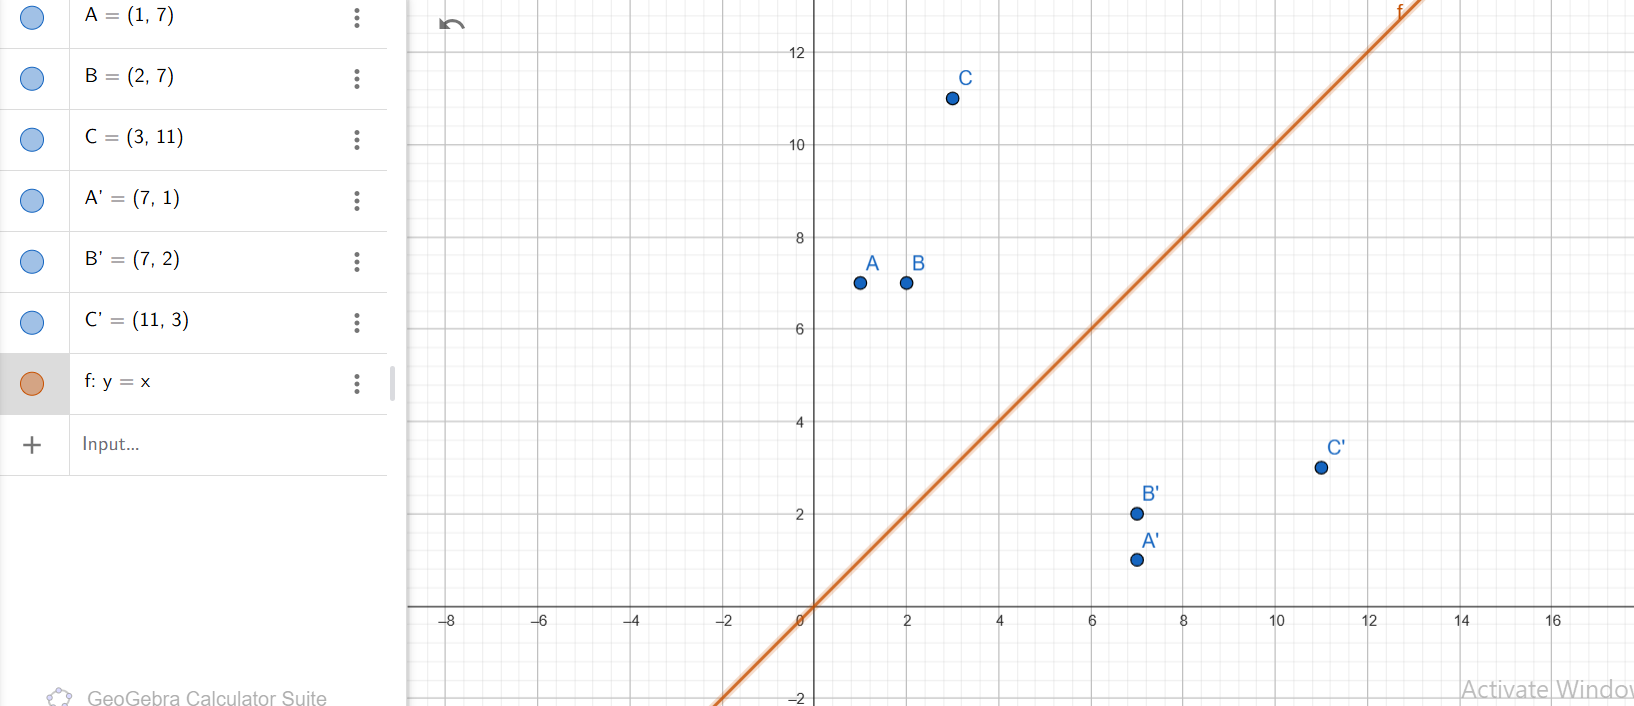 A = (1, 7)
B = (2, 7)
C = (3, 11)
A' = (7, 1)
B' = (7, 2)
C' = (11, 3)
f: y = x
+ Input...
GeoGebra Calculator Suite
f
12
C
10
8
A B
6
4
C'
B'
2
A'
–8 –6 –4 –2 0 2 4 6 8 10 12 14 16
–2
Activate Window